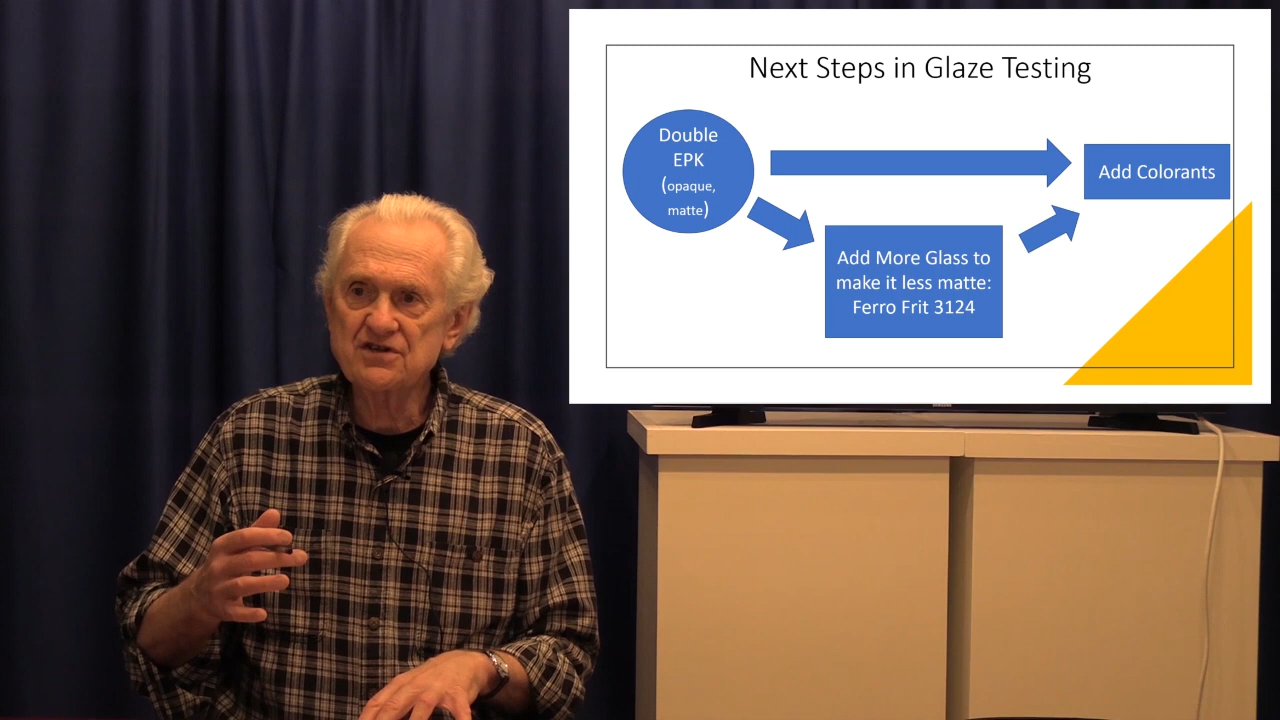 Next Steps in Glaze Testing
Double
EPK
(opaque,
matte)
Add Colorants
Add More Glass to
make it less matte:
Ferro Frit 3124